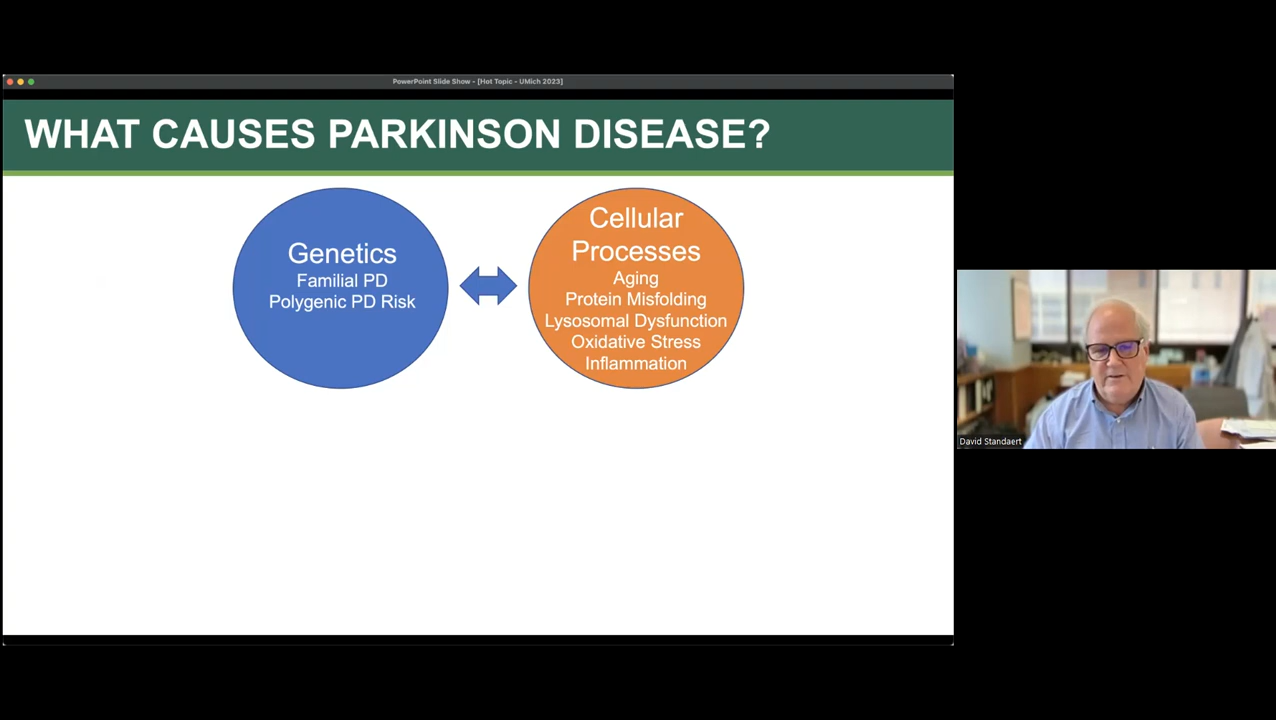 PowerPoint Slide Show - [Hot Topic - UMich 2023]
WHAT CAUSES PARKINSON DISEASE?
Genetics
Familial PD
Polygenic PD Risk
Cellular
Processes
Aging
Protein Misfolding
Lysosomal Dysfunction
Oxidative Stress
Inflammation
David Standaert